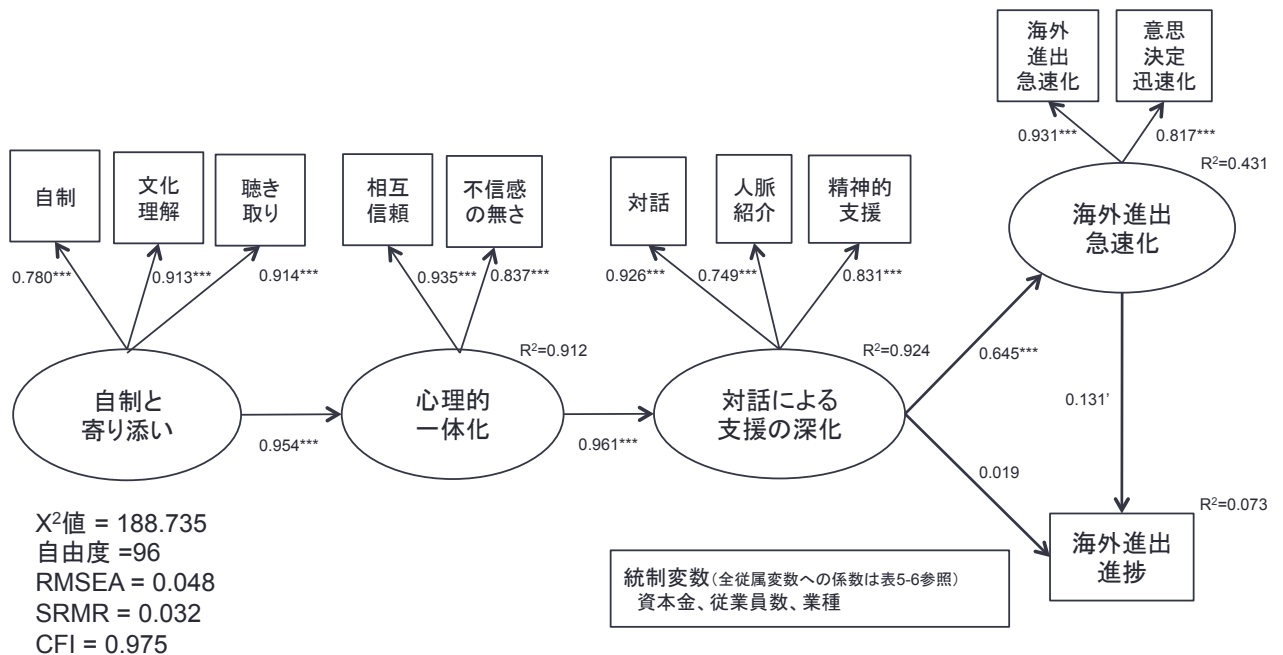 海外
進出
急速化
意思
決定
迅速化
0.931***
0.817***
R²=0.431
海外進出
急速化
自制
文化
理解
聴き
取り
相互
信頼
不信感
の無さ
対話
人脈
紹介
精神的
支援
0.780***
0.913***
0.914***
0.935***
0.837***
0.926***
0.749***
0.831***
R²=0.912
R²=0.924
0.645***
自制と
寄り添い
0.954***
心理的
一体化
0.961***
対話による
支援の深化
0.131’
0.019
R²=0.073
海外進出
進捗
X²値 = 188.735
自由度 =96
RMSEA = 0.048
SRMR = 0.032
CFI = 0.975
統制変数(全従属変数への係数は表5-6参照)
資本金、従業員数、業種